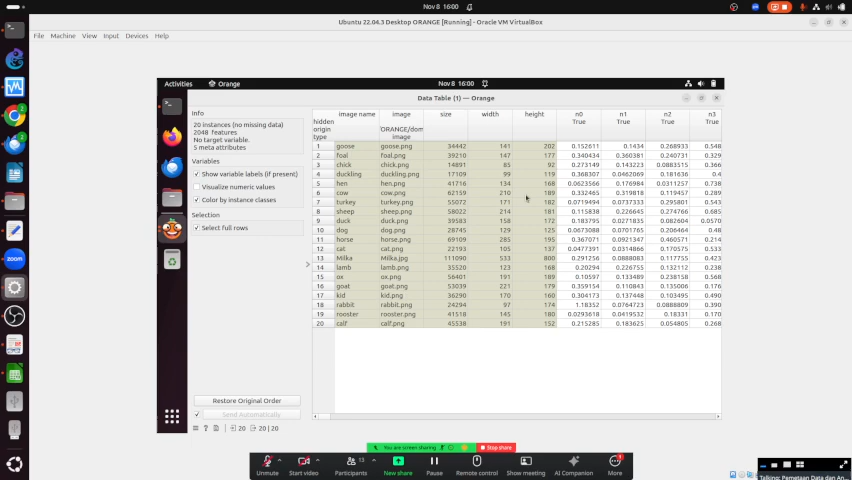 Nov 8 16:00
Ubuntu 22.04.3 Desktop ORANGE [Running] - Oracle VM VirtualBox
File Machine View Input Devices Help
Activities Orange Nov 8 16:00
Data Table (1) — Orange
Info
20 instances (no missing data)
2048 features
No target variable.
5 meta attributes
Variables
Show variable labels (if present)
Visualize numeric values
Color by instance classes
Selection
Select full rows
Restore Original Order
Send Automatically
20 20 | 20
image name image size width height n0 n1 n2 n3
hidden True True True True
origin ORANGE/dom
type image
1 goose goose.png 34442 141 202 0.152611 0.1434 0.268933 0.548
2 foal foal.png 39210 147 177 0.340434 0.360381 0.240731 0.329
3 chick chick.png 14891 85 92 0.273149 0.143223 0.0883515 0.366
4 duckling duckling.png 17109 99 119 0.368307 0.0462069 0.181636 0.4
5 hen hen.png 41716 134 168 0.0623566 0.176984 0.0311257 0.738
6 cow cow.png 62159 210 189 0.332465 0.319818 0.119457 0.289
7 turkey turkey.png 55072 171 182 0.0719494 0.0737333 0.295801 0.543
8 sheep sheep.png 58022 214 181 0.115838 0.226645 0.274766 0.685
9 duck duck.png 39583 158 172 0.183795 0.0271835 0.082604 0.0570
10 dog dog.png 28745 129 125 0.0673088 0.0701765 0.206464 0.48
11 horse horse.png 69109 285 195 0.367071 0.0921347 0.460571 0.214
12 cat cat.png 22193 105 137 0.0477391 0.0314866 0.170575 0.533
13 Milka Milka.jpg 111090 533 800 0.291256 0.0888083 0.117755 0.423
14 lamb lamb.png 35520 123 168 0.20294 0.226755 0.132112 0.238
15 ox ox.png 56401 191 189 0.10597 0.133489 0.238158 0.568
16 goat goat.png 53039 221 179 0.359154 0.110843 0.135006 0.176
17 kid kid.png 36290 170 160 0.304173 0.137448 0.103495 0.490
18 rabbit rabbit.png 24294 97 174 1.18352 0.0764723 0.0888809 0.390
19 rooster rooster.png 41518 145 180 0.0293618 0.0419532 0.18331 0.170
20 calf calf.png 45538 191 152 0.215285 0.183625 0.054805 0.268
You are screen sharing Stop share
Unmute Start video Participants 13 New share Pause Remote control Show meeting AI Companion More
Talking: Pemetaan Data dan An...
zoom